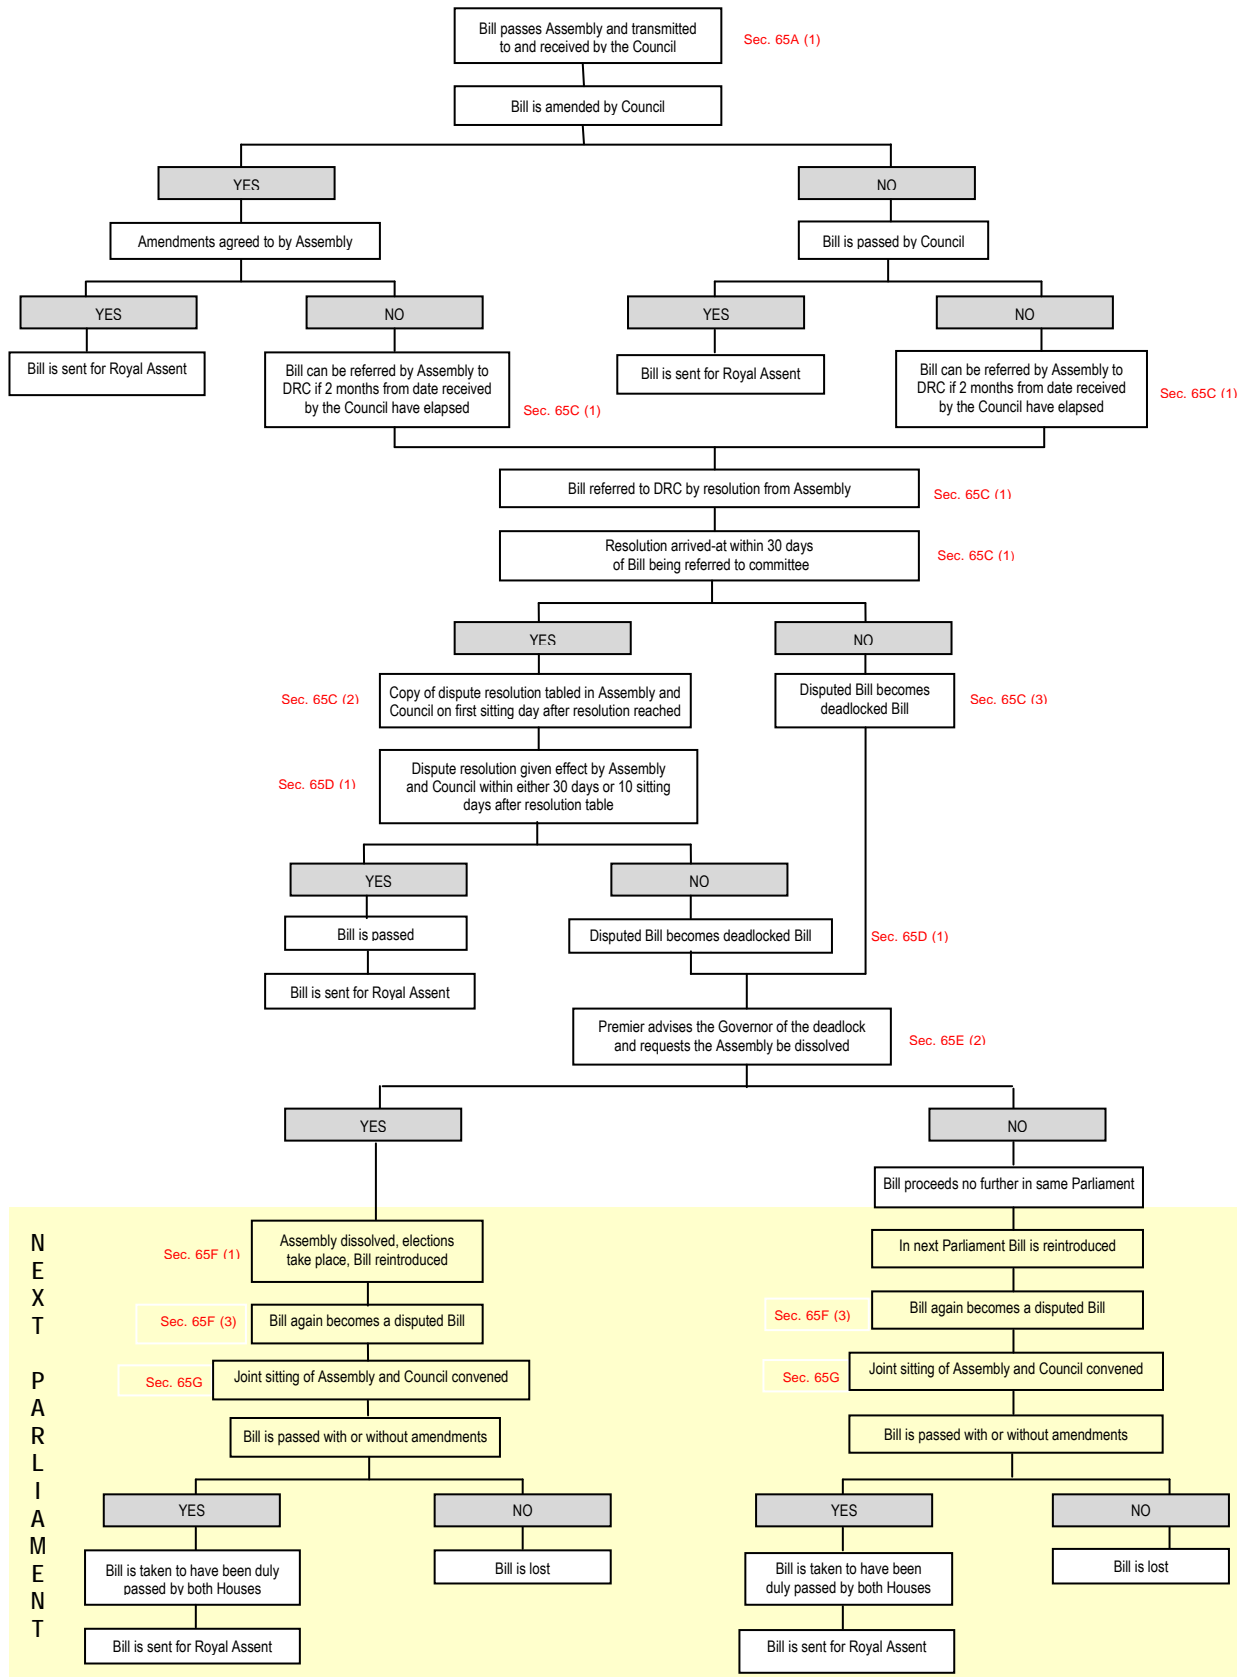 Bill passes Assembly and transmitted
to and received by the Council
Sec. 65A (1)
Bill is amended by Council
YES
NO
Amendments agreed to by Assembly
Bill is passed by Council
YES
NO
YES
NO
Bill is sent for Royal Assent
Bill can be referred by Assembly to
DRC if 2 months from date received
by the Council have elapsed
Sec. 65C (1)
Bill is sent for Royal Assent
Bill can be referred by Assembly to
DRC if 2 months from date received
by the Council have elapsed
Sec. 65C (1)
Bill referred to DRC by resolution from Assembly
Sec. 65C (1)
Resolution arrived-at within 30 days
of Bill being referred to committee
Sec. 65C (1)
YES
NO
Sec. 65C (2)
Copy of dispute resolution tabled in Assembly and
Council on first sitting day after resolution reached
Disputed Bill becomes
deadlocked Bill
Sec. 65C (3)
Sec. 65D (1)
Dispute resolution given effect by Assembly
and Council within either 30 days or 10 sitting
days after resolution table
YES
NO
Bill is passed
Disputed Bill becomes deadlocked Bill
Sec. 65D (1)
Bill is sent for Royal Assent
Premier advises the Governor of the deadlock
and requests the Assembly be dissolved
Sec. 65E (2)
YES
NO
Bill proceeds no further in same Parliament
NEXT PARLIAMENT
Sec. 65F (1)
Assembly dissolved, elections
take place, Bill reintroduced
In next Parliament Bill is reintroduced
Sec. 65F (3)
Bill again becomes a disputed Bill
Sec. 65F (3)
Bill again becomes a disputed Bill
Sec. 65G
Joint sitting of Assembly and Council convened
Sec. 65G
Joint sitting of Assembly and Council convened
Bill is passed with or without amendments
Bill is passed with or without amendments
YES
NO
YES
NO
Bill is taken to have been duly
passed by both Houses
Bill is lost
Bill is taken to have been
duly passed by both Houses
Bill is lost
Bill is sent for Royal Assent
Bill is sent for Royal Assent